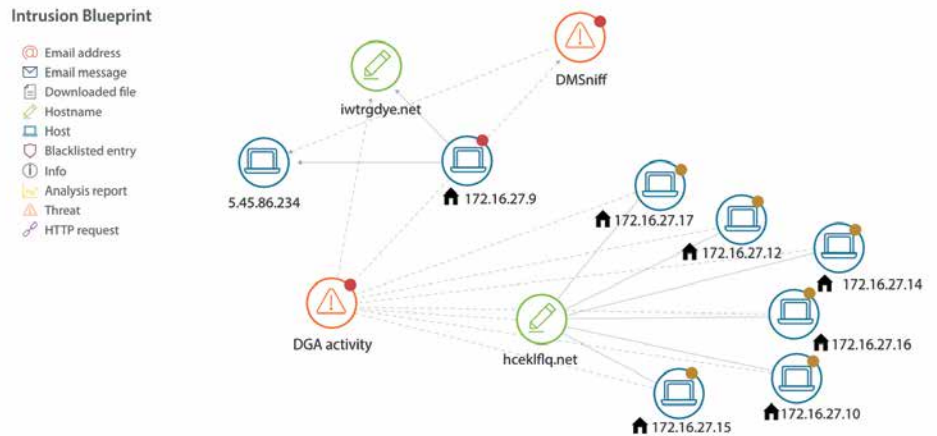 Intrusion Blueprint
Email address
Email message
Downloaded file
Hostname
Host
Blacklisted entry
Info
Analysis report
Threat
HTTP request
DMSniff
iwtrgdye.net
5.45.86.234
172.16.27.9
172.16.27.17
172.16.27.12
172.16.27.14
DGA activity
hceklflq.net
172.16.27.16
172.16.27.10
172.16.27.15